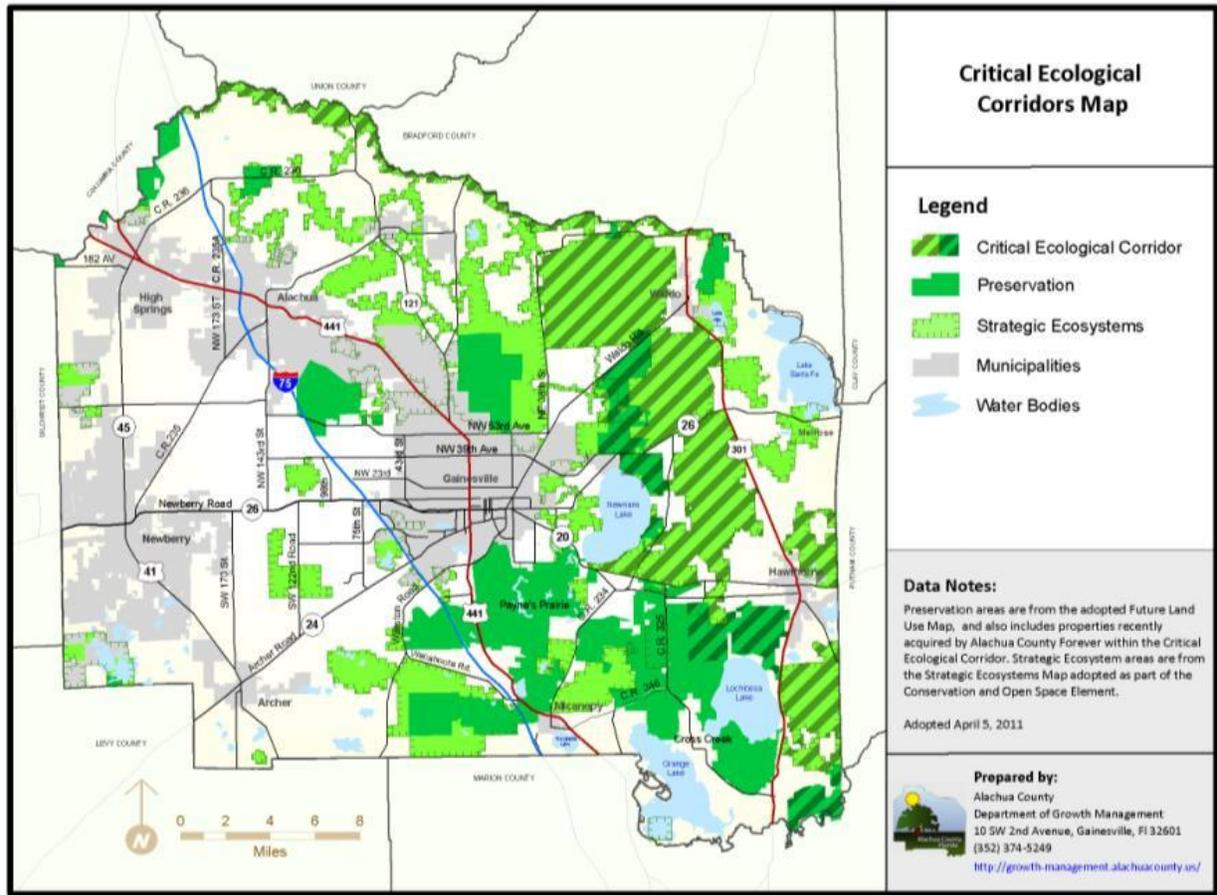 Critical Ecological
Corridors Map
Legend
Critical Ecological Corridor
Preservation
Strategic Ecosystems
Municipalities
Water Bodies
Data Notes:
Preservation areas are from the adopted Future Land
Use Map, and also includes properties recently
acquired by Alachua County Forever within the Critical
Ecological Corridor. Strategic Ecosystem areas are from
the Strategic Ecosystems Map adopted as part of the
Conservation and Open Space Element.
Adopted April 5, 2011
Prepared by:
Alachua County
Department of Growth Management
10 SW 2nd Avenue, Gainesville, Fl 32601
(352) 374-5249
http://growth-management.alachuacounty.us/
Alachua County
Florida
UNION COUNTY
BRADFORD COUNTY
COLUMBIA COUNTY
C.R. 236
C.R. 235A
182 AV
High
Springs
NW 173 ST
Alachua
441
121
Waldo
Lake
Santa Fe
CLAY COUNTY
GILCHRIST COUNTY
75
45
C.R. 235
NW 143rd St
NW 53rd Ave
NW 39th Ave
43rd St
NW 23rd
Gainesville
26
301
Melrose
Newberry Road
26
75th St
Newnans
Lake
20
Newberry
41
SW 170 St
SW 122nd Road
24
Archer Road
Payne's Prairie
441
C.R. 234
C.R. 325
Hawthorne
PUTNAM COUNTY
Wacahoota Rd.
Archer
Micanopy
C.R. 346
Lochloosa
Lake
Cross Creek
Orange
Lake
LEVY COUNTY
MARION COUNTY
N
0 2 4 6 8
Miles